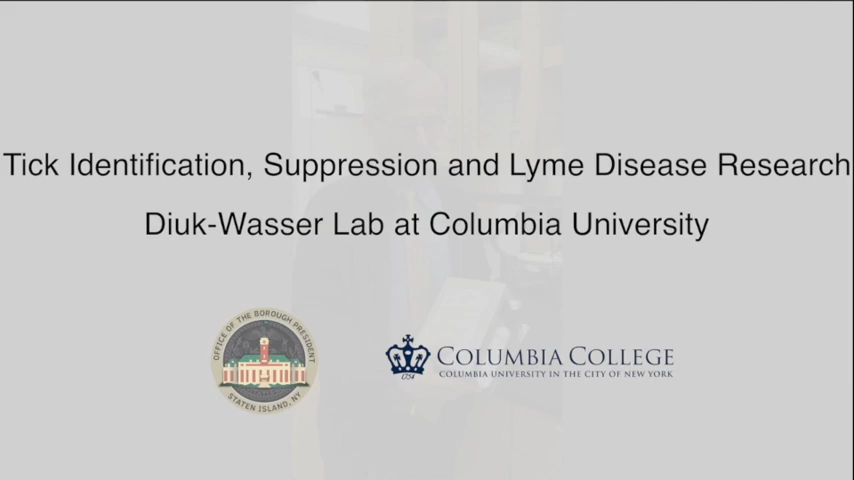 Tick Identification, Suppression and Lyme Disease Research
Diuk-Wasser Lab at Columbia University
OFFICE OF THE BOROUGH PRESIDENT
STATEN ISLAND, NY
COLUMBIA COLLEGE
1754
COLUMBIA UNIVERSITY IN THE CITY OF NEW YORK